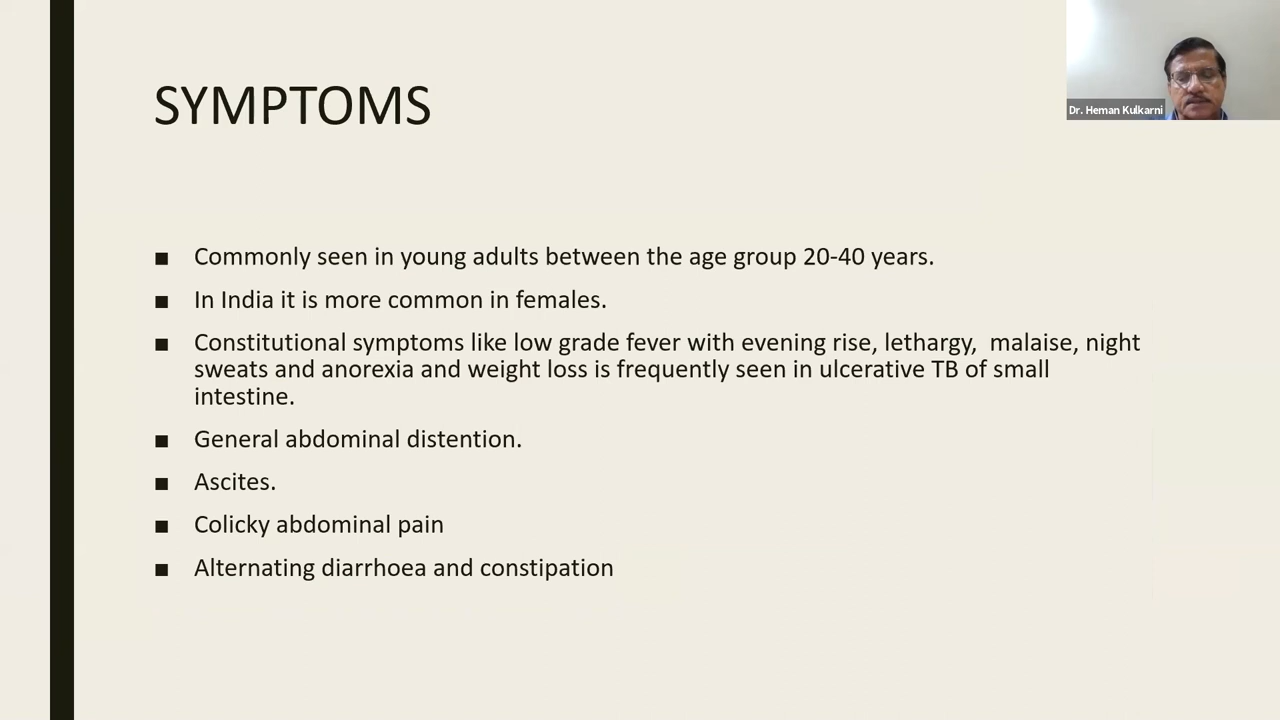 SYMPTOMS
Dr. Heman Kulkarni
■ Commonly seen in young adults between the age group 20-40 years.
■ In India it is more common in females.
■ Constitutional symptoms like low grade fever with evening rise, lethargy,  malaise, night
sweats and anorexia and weight loss is frequently seen in ulcerative TB of small
intestine.
■ General abdominal distention.
■ Ascites.
■ Colicky abdominal pain
■ Alternating diarrhoea and constipation